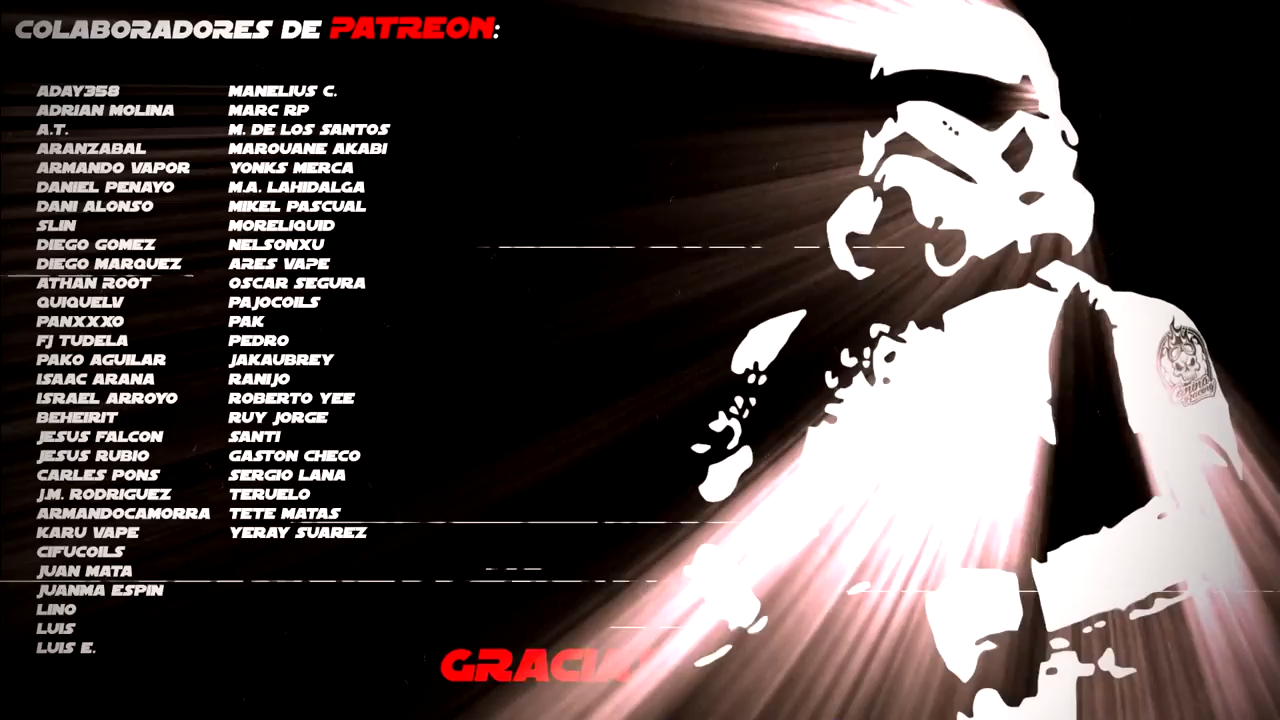 COLABORADORES DE PATREON:
ADAY358
ADRIAN MOLINA
A.T.
ARANZABAL
ARMANDO VAPOR
DANIEL PENAYO
DANI ALONSO
SLIN
DIEGO GOMEZ
DIEGO MARQUEZ
ATHAN ROOT
QUIQUELV
PANXXXO
FJ TUDELA
PAKO AGUILAR
ISAAC ARANA
ISRAEL ARROYO
BEHEIRIT
JESUS FALCON
JESUS RUBIO
CARLES PONS
J.M. RODRIGUEZ
ARMANDOCAMORRA
KARU VAPE
CIFUCOILS
JUAN MATA
JUANMA ESPIN
LINO
LUIS
LUIS E.
MANELIUS C.
MARC RP
M. DE LOS SANTOS
MAROUANE AKABI
YONKS MERCA
M.A. LAHIDALGA
MIKEL PASCUAL
MORELIQUID
NELSONXU
ARES VAPE
OSCAR SEGURA
PAJOCOILS
PAK
PEDRO
JAKAUBREY
RANIJO
ROBERTO YEE
RUY JORGE
SANTI
GASTON CHECO
SERGIO LANA
TERUELO
TETE MATAS
YERAY SUAREZ